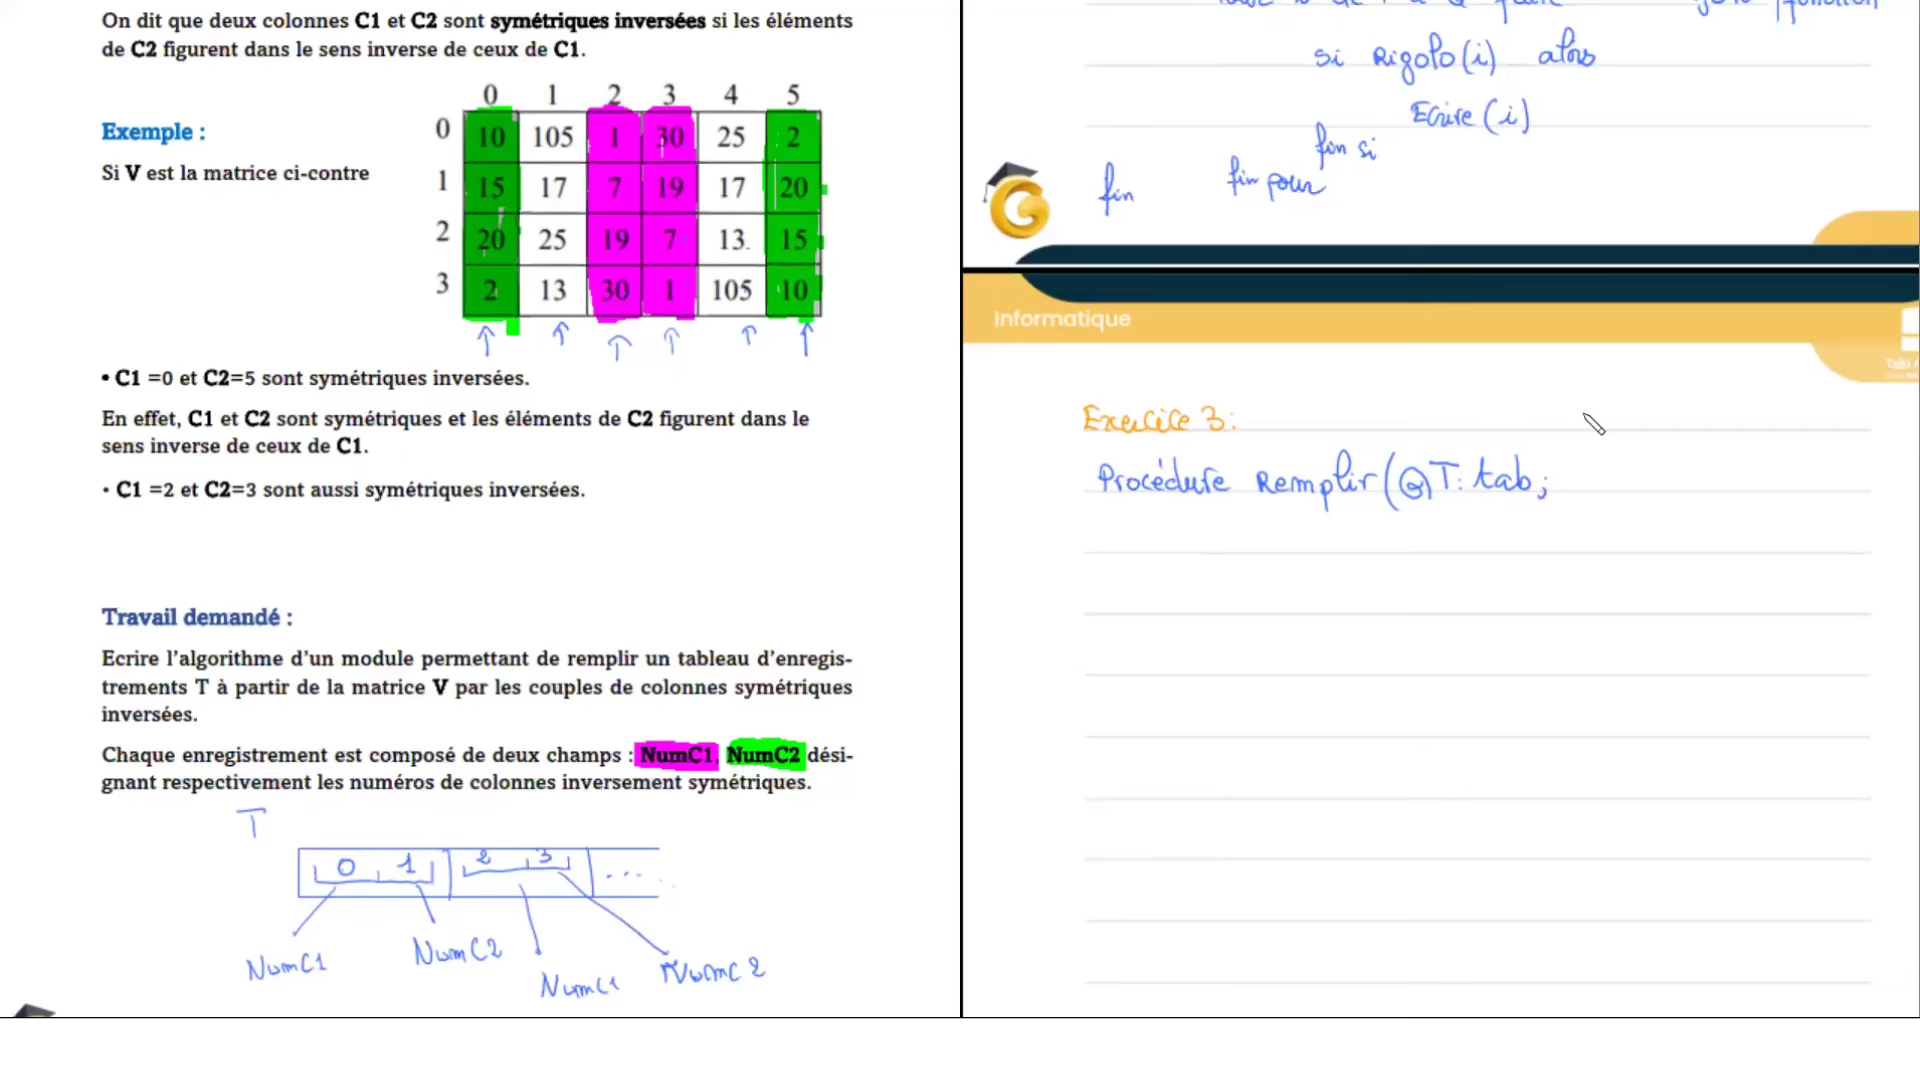 On dit que deux colonnes C1 et C2 sont symétriques inversées si les éléments
de C2 figurent dans le sens inverse de ceux de C1.
0 1 2 3 4 5
Exemple :
Si V est la matrice ci-contre
0 10 105 1 30 25 2
1 15 17 7 19 17 20
2 20 25 19 7 13. 15
3 2 13 30 1 105 10
• C1 =0 et C2=5 sont symétriques inversées.
En effet, C1 et C2 sont symétriques et les éléments de C2 figurent dans le
sens inverse de ceux de C1.
• C1 =2 et C2=3 sont aussi symétriques inversées.
Travail demandé :
Ecrire l'algorithme d'un module permettant de remplir un tableau d'enregis-
trements T à partir de la matrice V par les couples de colonnes symétriques
inversées.
Chaque enregistrement est composé de deux champs : NumC1, NumC2 dési-
gnant respectivement les numéros de colonnes inversement symétriques.
T
0 1 2 3 ...
NumC1 NumC2 NumC1 NumC2
si Rigolo(i) alors
Ecrire (i)
fin si
fin pour
fin
Informatique
Exercice 3:
Procédure Remplir(@T: tab;